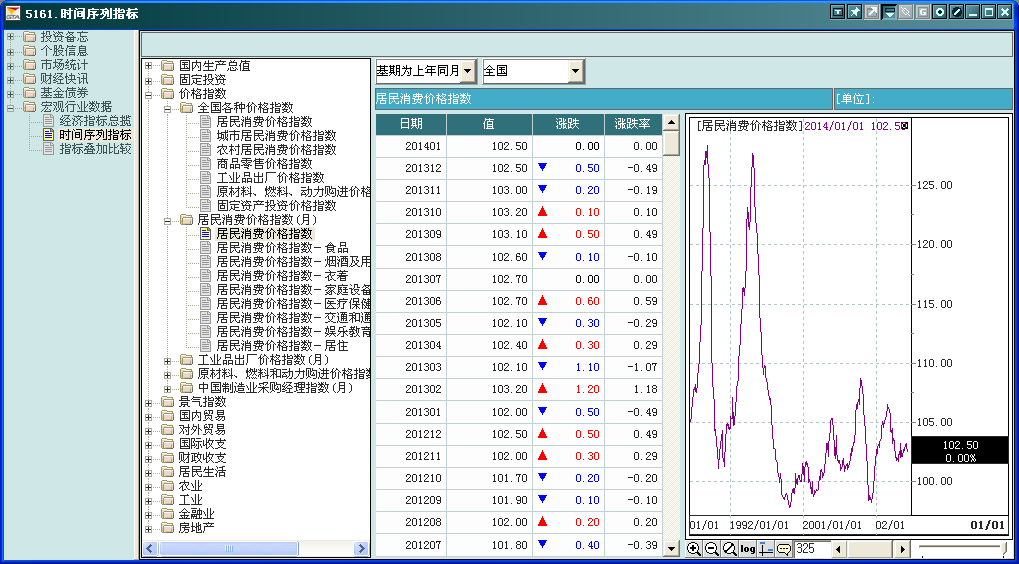 5161.时间序列指标
投资备忘
个股信息
市场统计
财经快讯
基金债券
宏观行业数据
经济指标总揽
时间序列指标
指标叠加比较
国内生产总值
固定投资
价格指数
全国各种价格指数
居民消费价格指数
城市居民消费价格指数
农村居民消费价格指数
商品零售价格指数
工业品出厂价格指数
原材料、燃料、动力购进价格
固定资产投资价格指数
居民消费价格指数(月)
居民消费价格指数
居民消费价格指数－食品
居民消费价格指数－烟酒及用
居民消费价格指数－衣着
居民消费价格指数－家庭设备
居民消费价格指数－医疗保健
居民消费价格指数－交通和通
居民消费价格指数－娱乐教育
居民消费价格指数－居住
工业品出厂价格指数(月)
原材料、燃料和动力购进价格指数
中国制造业采购经理指数(月)
景气指数
国内贸易
对外贸易
国际收支
财政收支
居民生活
农业
工业
金融业
房地产
基期为上年同月 全国
居民消费价格指数 [单位]:
日期 值 涨跌 涨跌率
201401 102.50 0.00 0.00
201312 102.50 ▼ 0.50 −0.49
201311 103.00 ▼ 0.20 −0.19
201310 103.20 ▲ 0.10 0.10
201309 103.10 ▲ 0.50 0.49
201308 102.60 ▼ 0.10 −0.10
201307 102.70 0.00 0.00
201306 102.70 ▲ 0.60 0.59
201305 102.10 ▼ 0.30 −0.29
201304 102.40 ▲ 0.30 0.29
201303 102.10 ▼ 1.10 −1.07
201302 103.20 ▲ 1.20 1.18
201301 102.00 ▼ 0.50 −0.49
201212 102.50 ▲ 0.50 0.49
201211 102.00 ▲ 0.30 0.29
201210 101.70 ▼ 0.20 −0.20
201209 101.90 ▼ 0.10 −0.10
201208 102.00 ▲ 0.20 0.20
201207 101.80 ▼ 0.40 −0.39
[居民消费价格指数]2014/01/01 102.50
125.00
120.00
115.00
110.00
105.00
102.50
0.00%
100.00
01/01 1992/01/01 2001/01/01 02/01 01/01
log 325